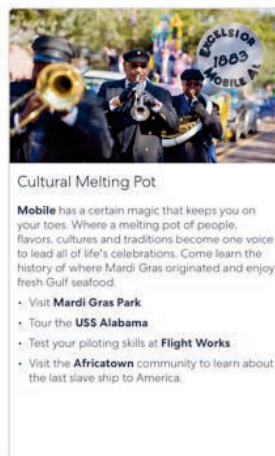 EXCELSIOR
1883
MOBILE AL
Cultural Melting Pot
Mobile has a certain magic that keeps you on
your toes. Where a melting pot of people,
flavors, cultures and traditions become one voice
to lead all of life's celebrations. Come learn the
history of where Mardi Gras originated and enjoy
fresh Gulf seafood.
• Visit Mardi Gras Park
• Tour the USS Alabama
• Test your piloting skills at Flight Works
• Visit the Africatown community to learn about
the last slave ship to America.